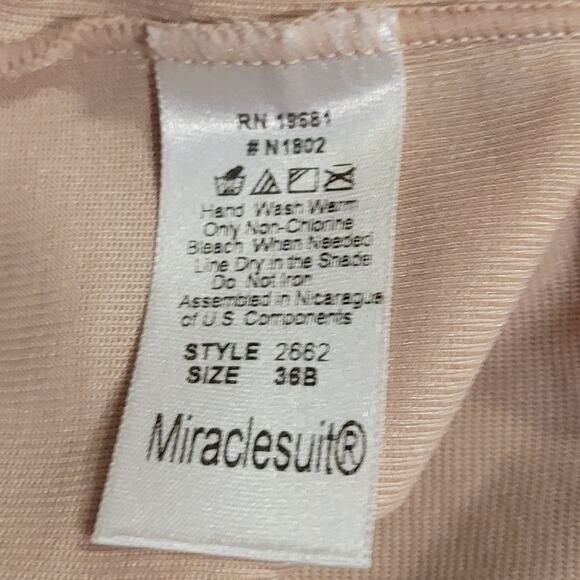 RN 19681
# N1802
Hand Wash Warm
Only Non-Chlorine
Bleach When Needed
Line Dry in the Shade
Do Not Iron
Assembled in Nicaragua
of U.S. Components
STYLE 2662
SIZE 36B
Miraclesuit®